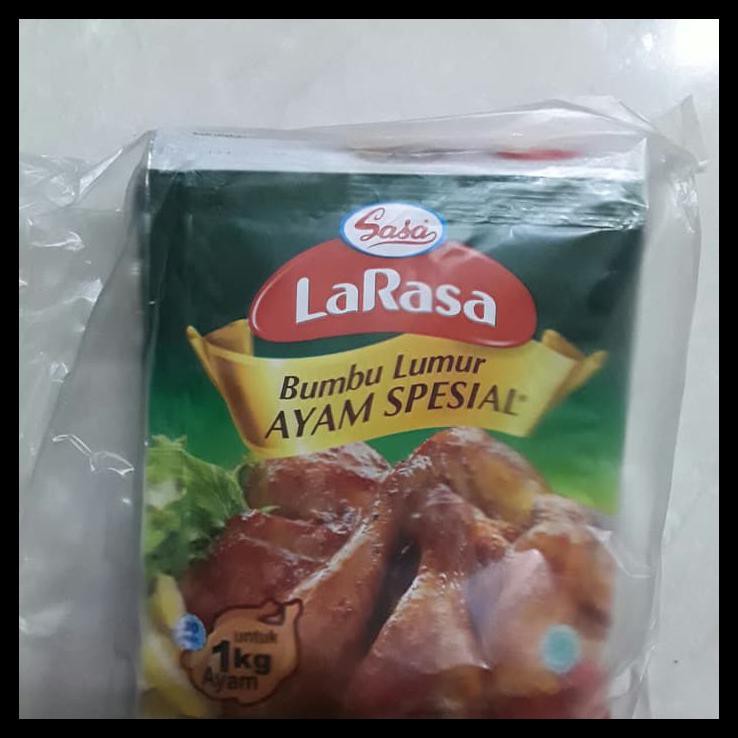 Sasa
LaRasa
Bumbu Lumur
AYAM SPESIAL*
untuk
1kg
Ayam